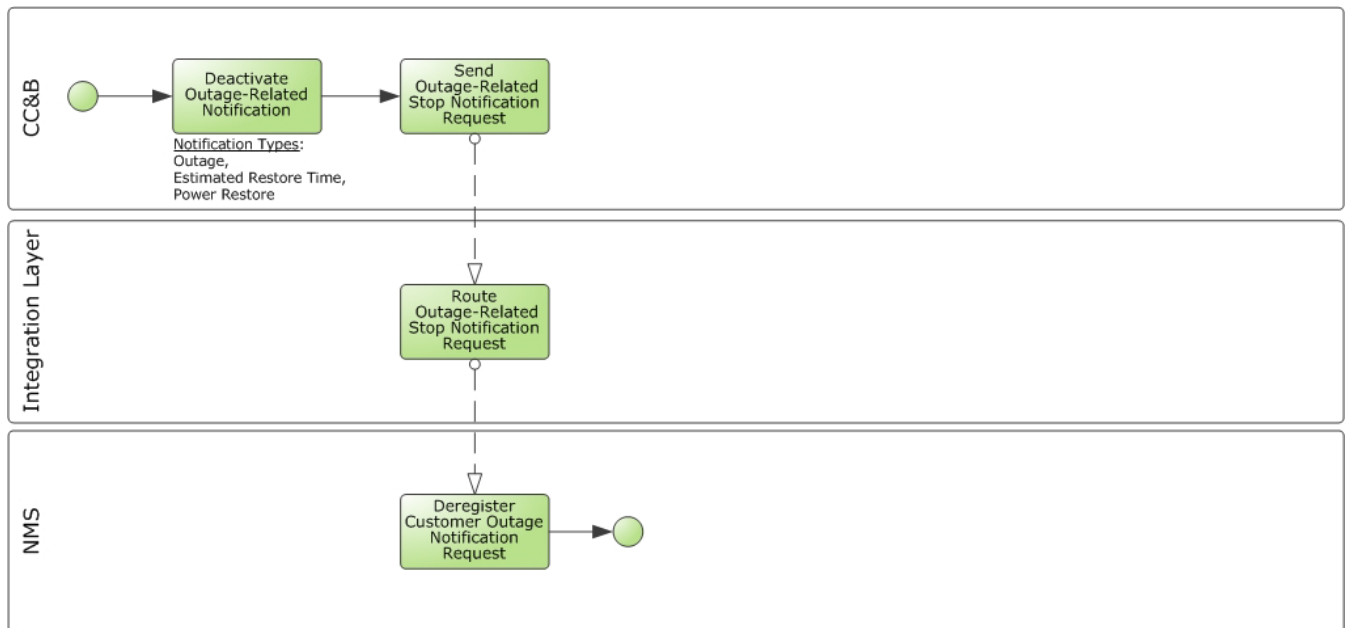 CC&B
Deactivate
Outage-Related
Notification
Notification Types:
Outage,
Estimated Restore Time,
Power Restore
Send
Outage-Related
Stop Notification
Request
Integration Layer
Route
Outage-Related
Stop Notification
Request
NMS
Deregister
Customer Outage
Notification
Request